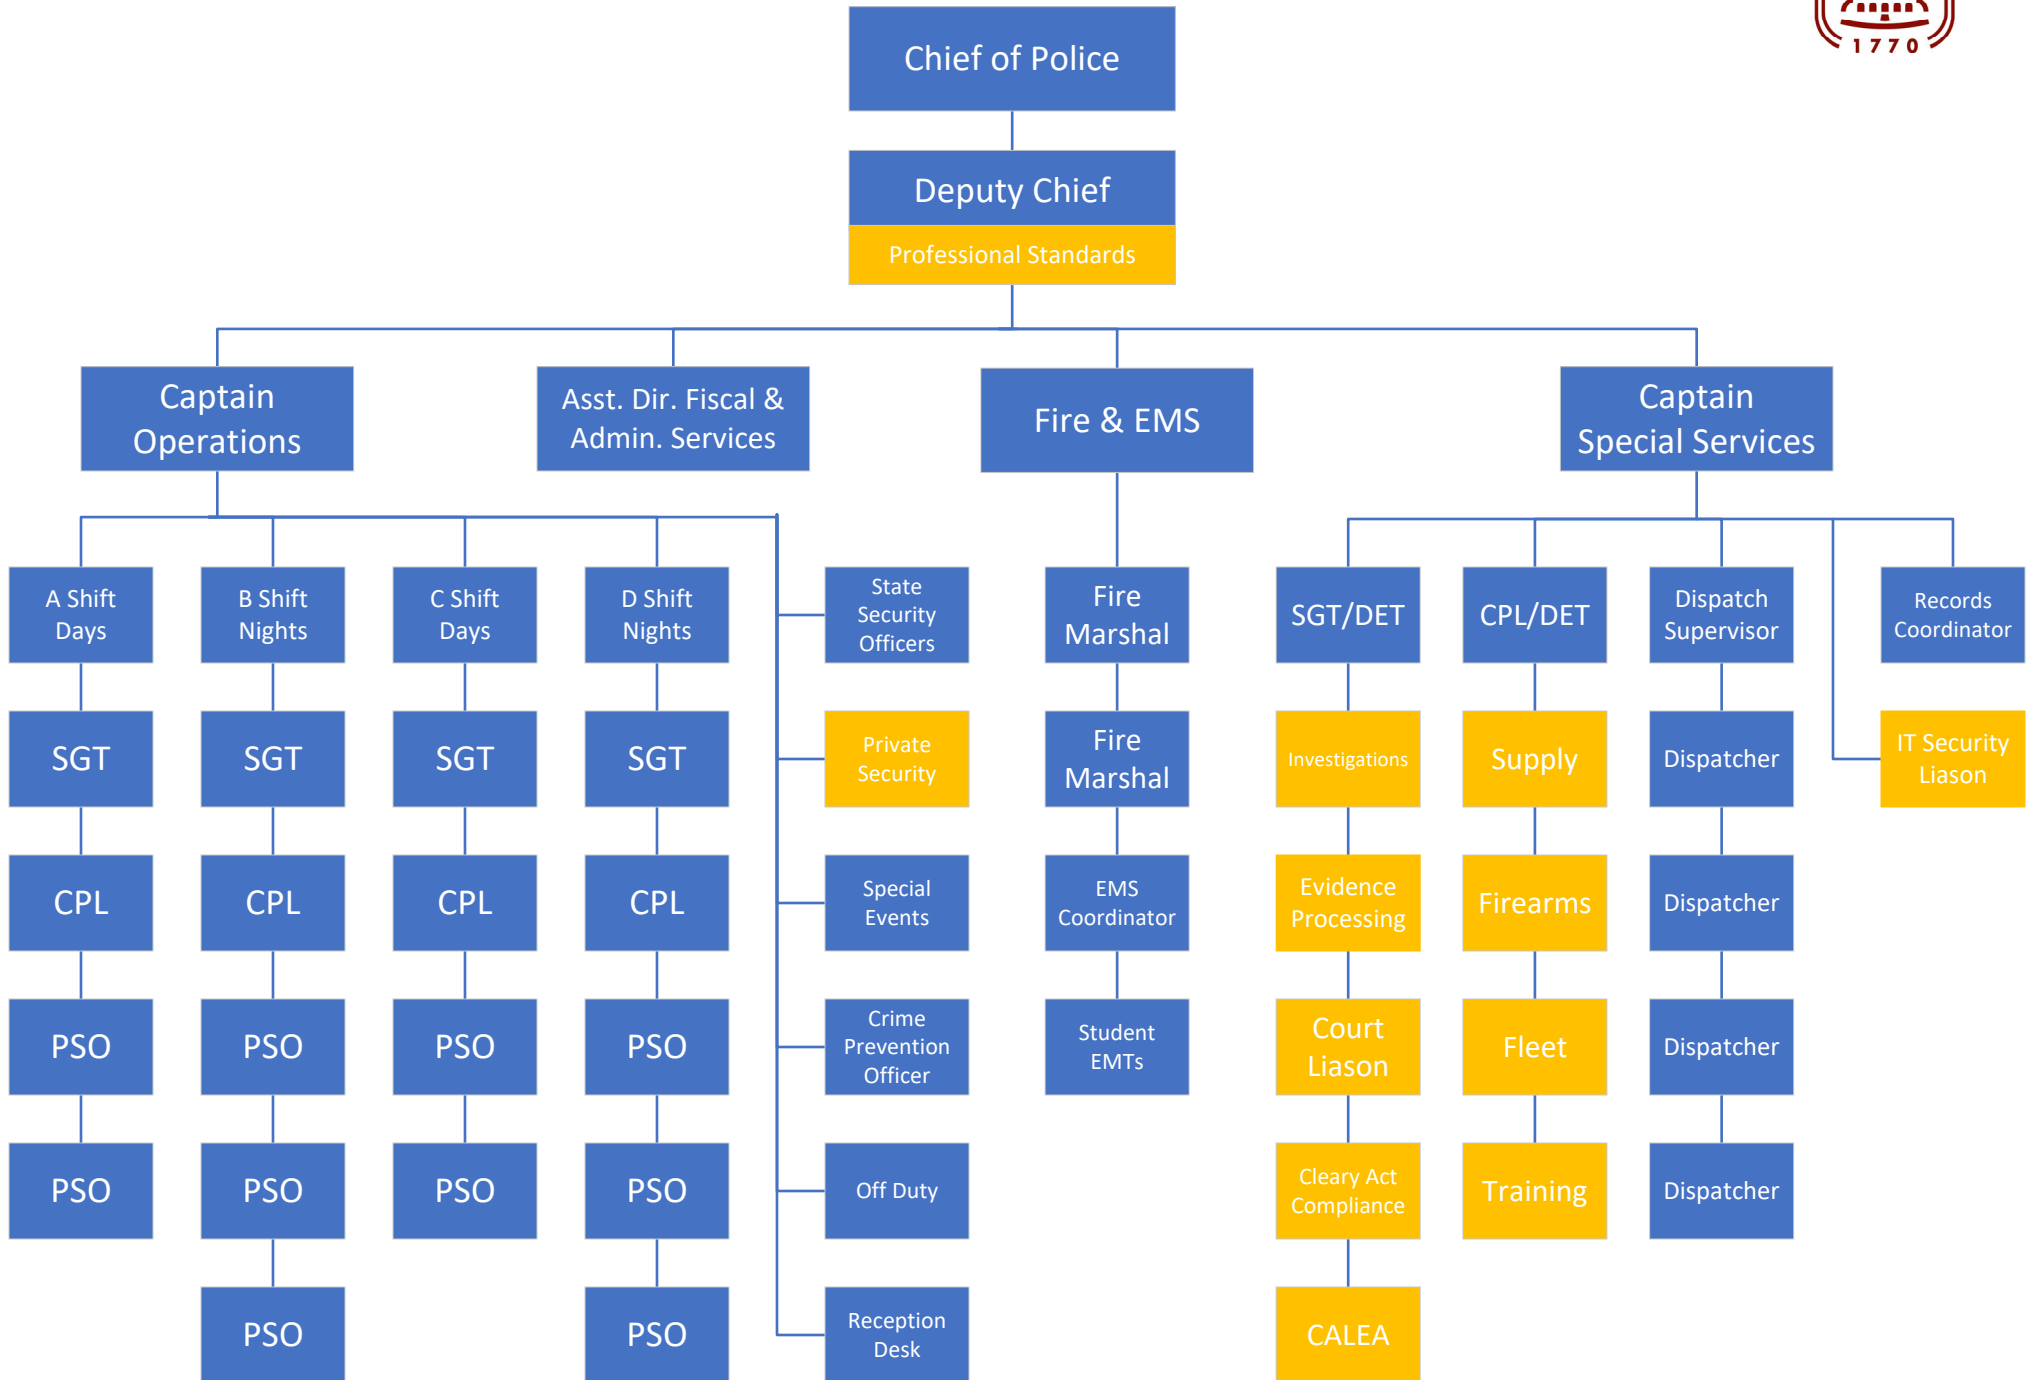 1770
Chief of Police
Deputy Chief
Professional Standards
Captain
Operations
Asst. Dir. Fiscal &
Admin. Services
Fire & EMS
Captain
Special Services
A Shift
Days
B Shift
Nights
C Shift
Days
D Shift
Nights
State
Security
Officers
Fire
Marshal
SGT/DET
CPL/DET
Dispatch
Supervisor
Records
Coordinator
SGT
SGT
SGT
SGT
Private
Security
Fire
Marshal
Investigations
Supply
Dispatcher
IT Security
Liason
CPL
CPL
CPL
CPL
Special
Events
EMS
Coordinator
Evidence
Processing
Firearms
Dispatcher
PSO
PSO
PSO
PSO
Crime
Prevention
Officer
Student
EMTs
Court
Liason
Fleet
Dispatcher
PSO
PSO
PSO
PSO
Off Duty
Cleary Act
Compliance
Training
Dispatcher
PSO
PSO
Reception
Desk
CALEA